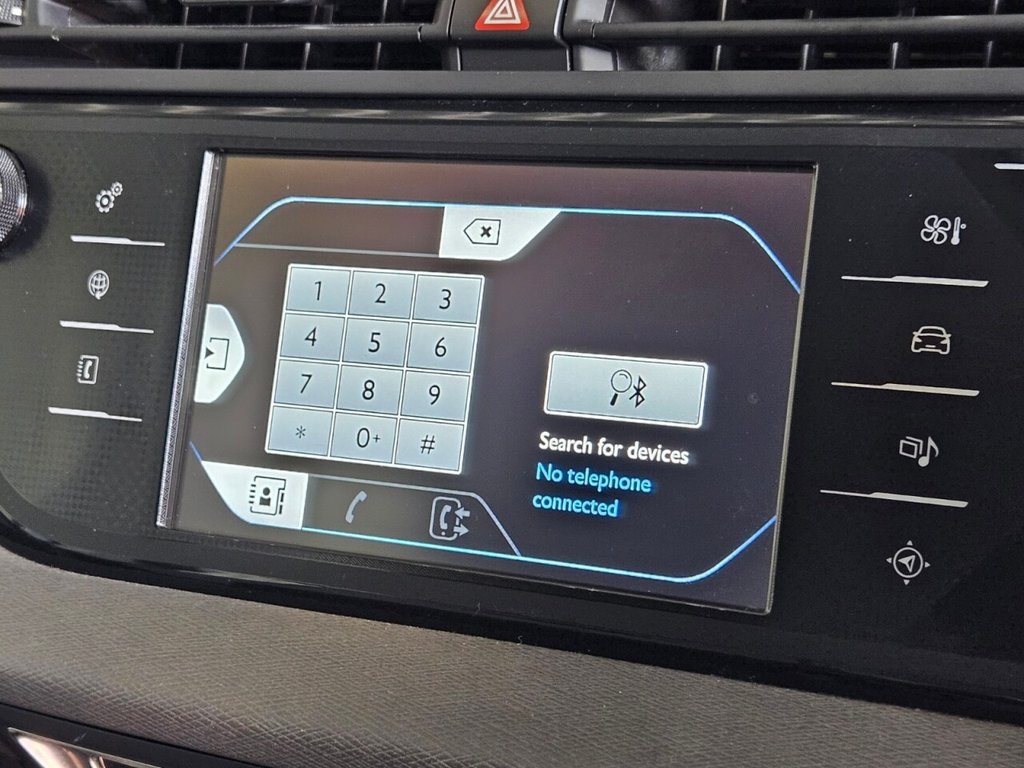 1 2 3
4 5 6
7 8 9
* 0+ #
Search for devices
No telephone
connected